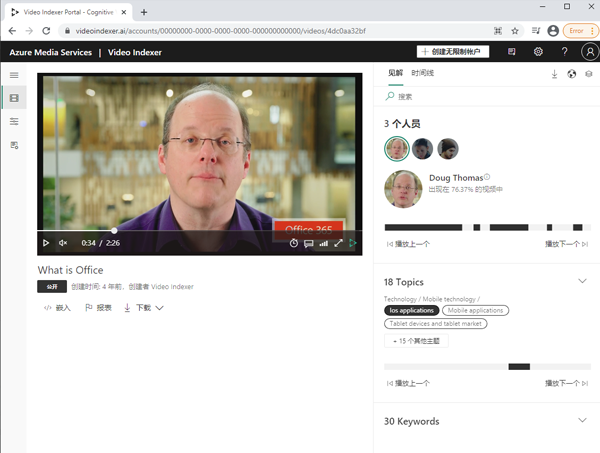 Video Indexer Portal - Cognitive
videoindexer.ai/accounts/00000000-0000-0000-0000-000000000000/videos/4dc0aa32bf
Error
Azure Media Services | Video Indexer
+ 创建无限制帐户
见解 时间线
搜索
3 个人员
Doug Thomas
出现在 76.37% 的视频中
播放上一个 播放下一个
Office 365
0:34 / 2:26
What is Office
公开 创建时间: 4 年前、创建者 Video Indexer
嵌入 报表 下载
18 Topics
Technology / Mobile technology /
Ios applications Mobile applications
Tablet devices and tablet market
+ 15 个其他主题
播放上一个 播放下一个
30 Keywords